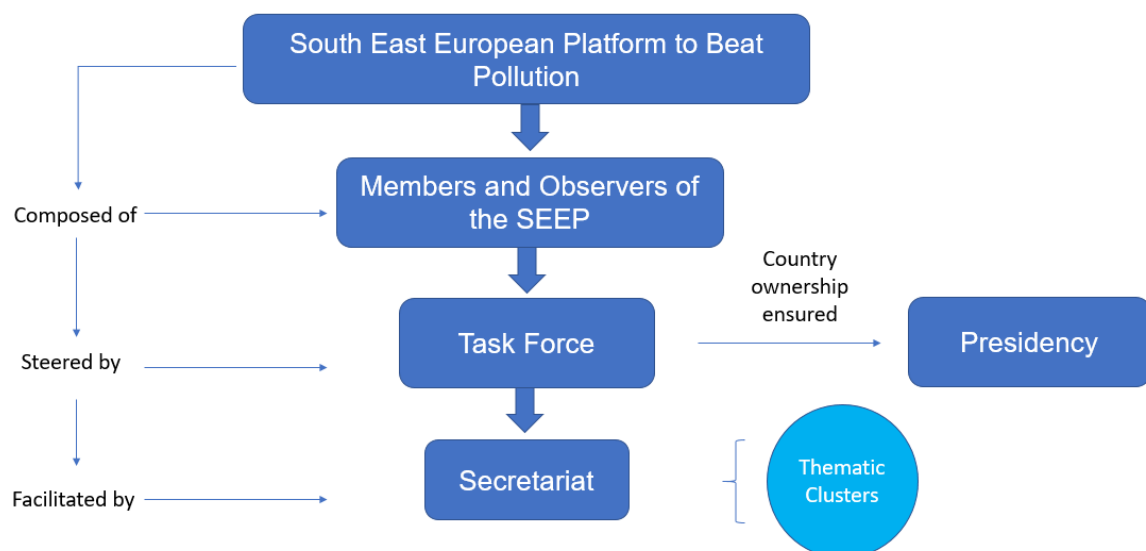 South East European Platform to Beat
Pollution
Members and Observers of
the SEEP
Composed of
Country
ownership
ensured
Steered by
Task Force
Presidency
Facilitated by
Secretariat
Thematic
Clusters